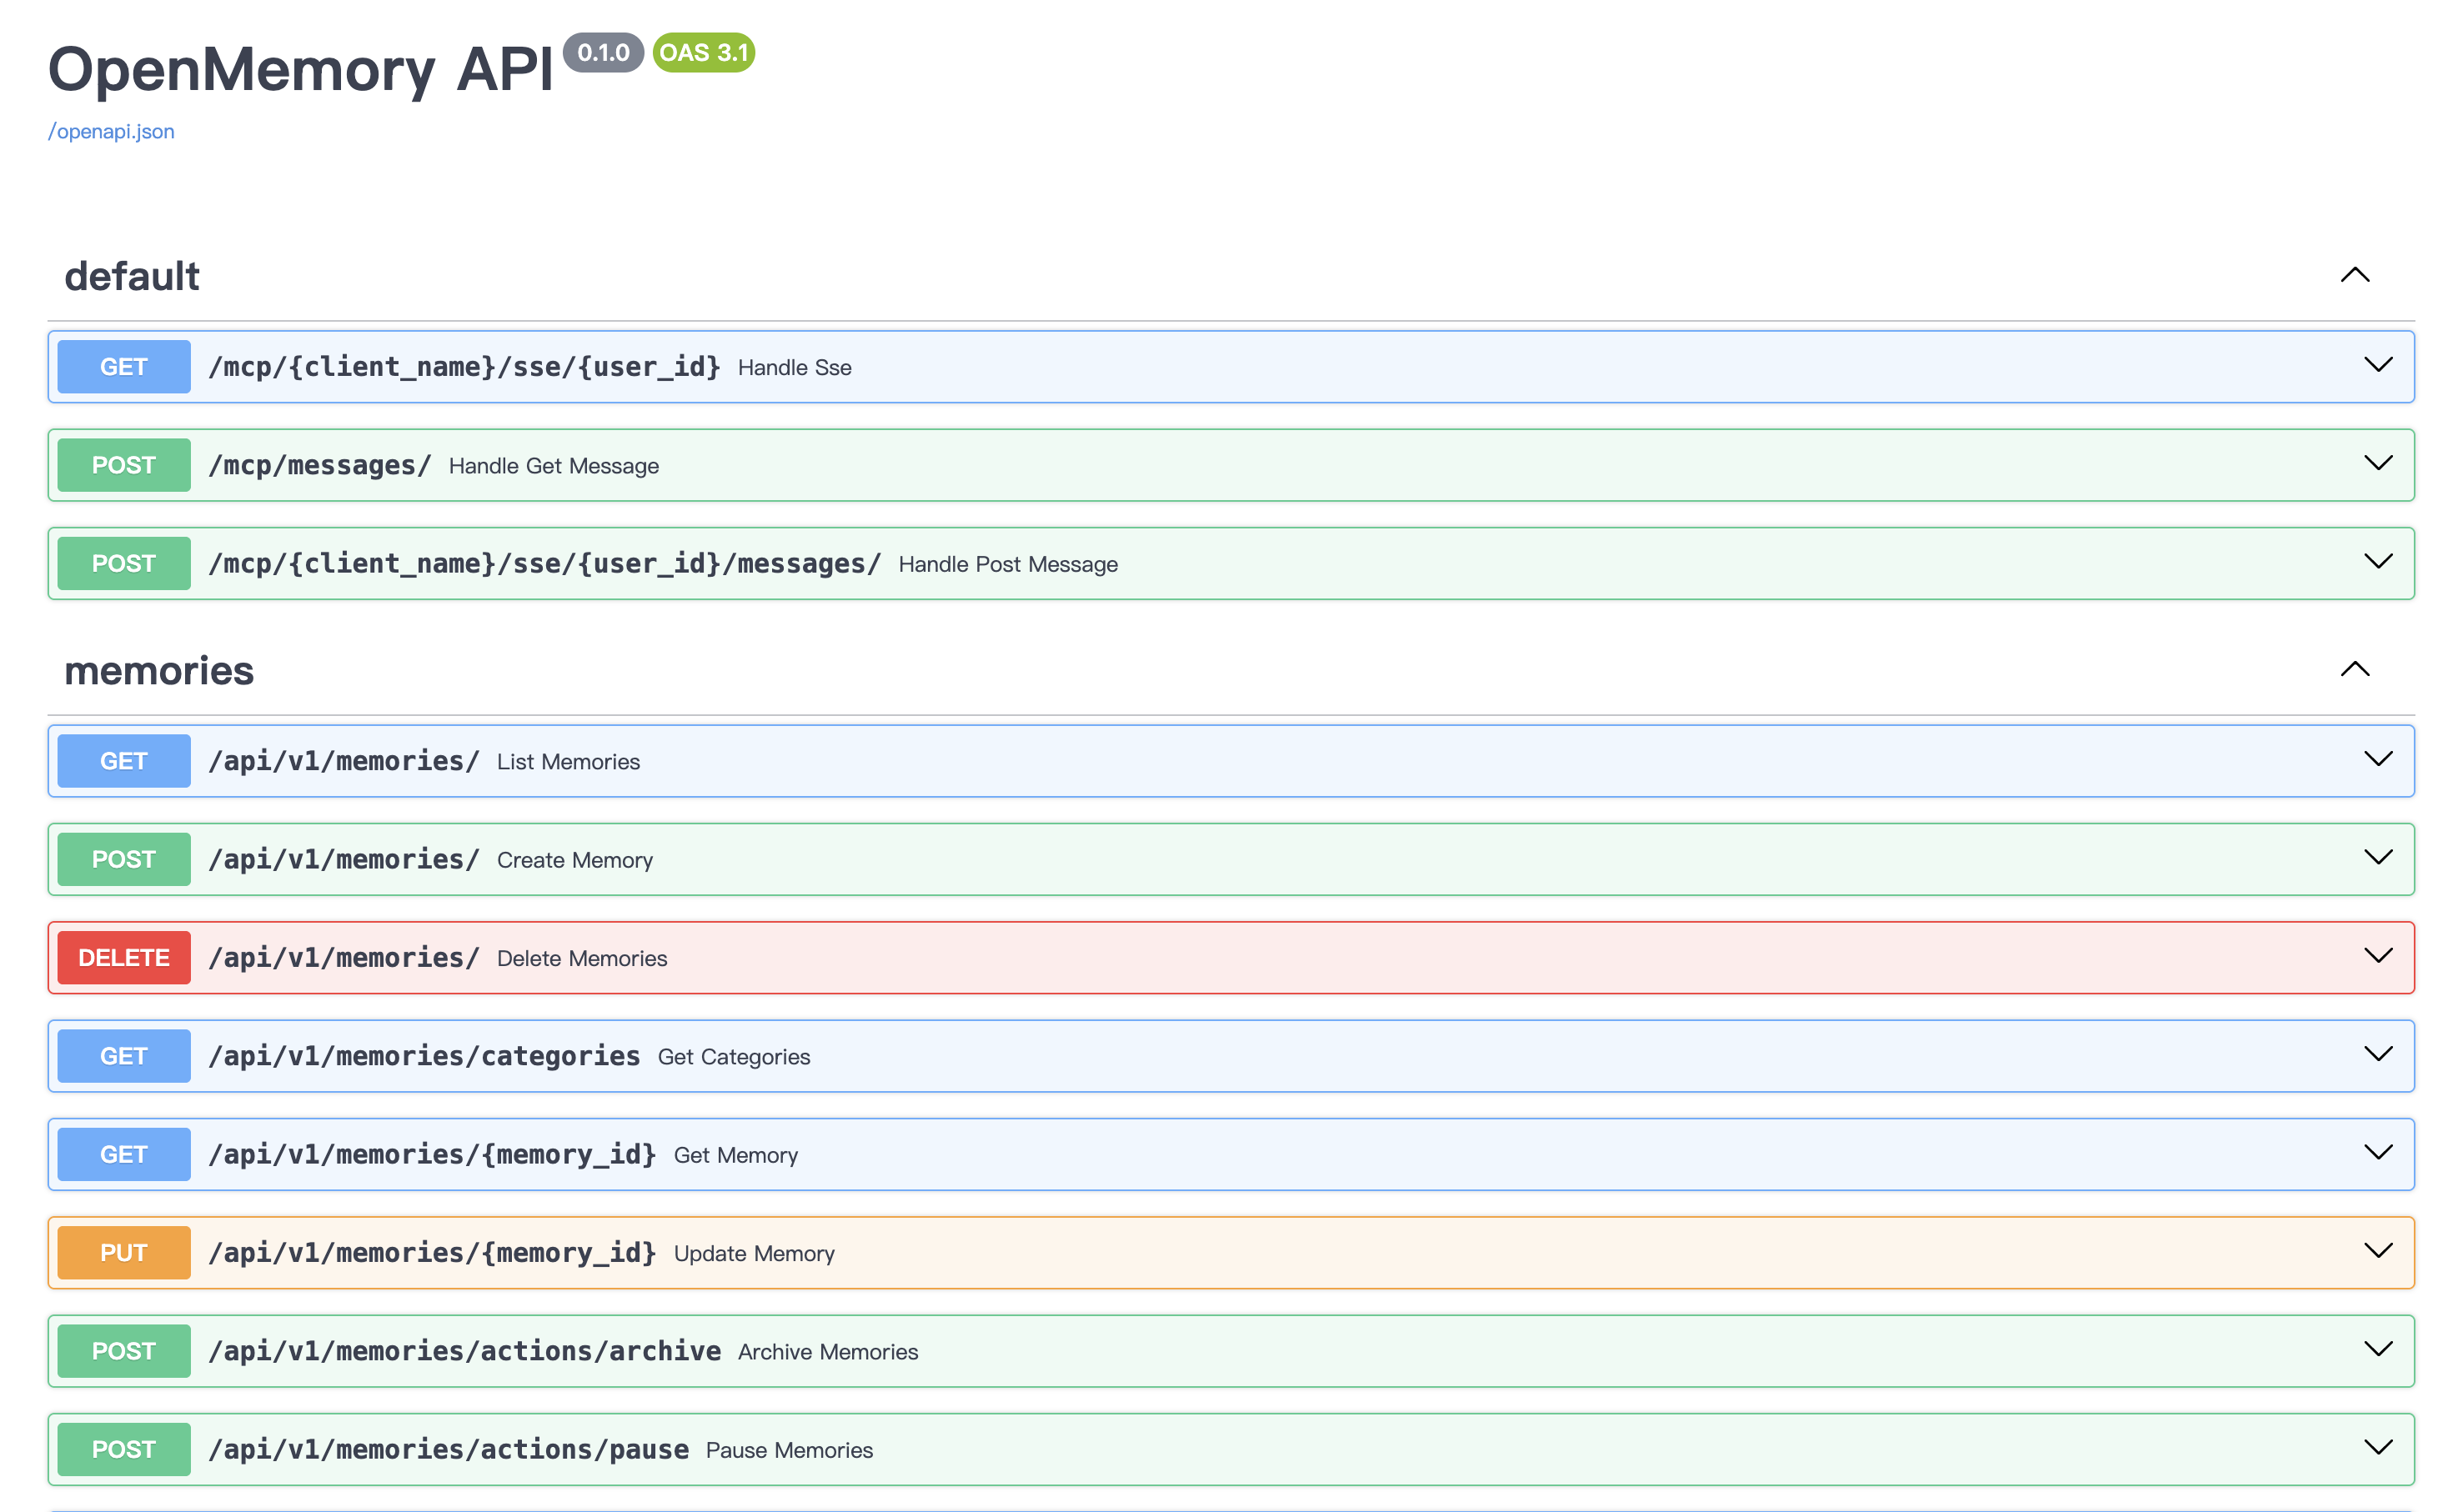 OpenMemory API 0.1.0 OAS 3.1
/openapi.json
default
GET /mcp/{client_name}/sse/{user_id} Handle Sse
POST /mcp/messages/ Handle Get Message
POST /mcp/{client_name}/sse/{user_id}/messages/ Handle Post Message
memories
GET /api/v1/memories/ List Memories
POST /api/v1/memories/ Create Memory
DELETE /api/v1/memories/ Delete Memories
GET /api/v1/memories/categories Get Categories
GET /api/v1/memories/{memory_id} Get Memory
PUT /api/v1/memories/{memory_id} Update Memory
POST /api/v1/memories/actions/archive Archive Memories
POST /api/v1/memories/actions/pause Pause Memories